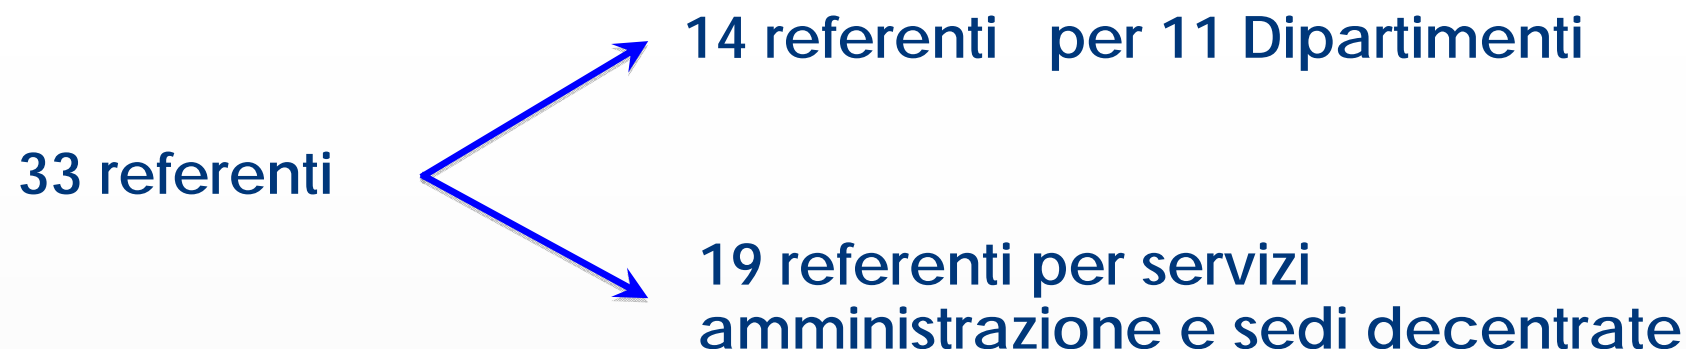 14 referenti per 11 Dipartimenti
33 referenti
19 referenti per servizi
amministrazione e sedi decentrate